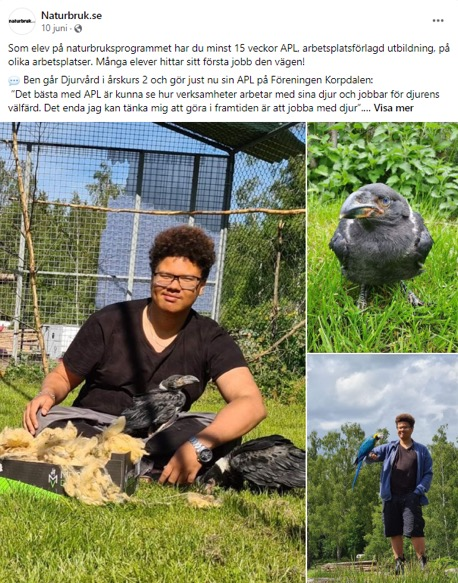 naturbruk...
Naturbruk.se
10 juni ·
Som elev på naturbruksprogrammet har du minst 15 veckor APL, arbetsplatsförlagd utbildning, på
olika arbetsplatser. Många elever hittar sitt första jobb den vägen!
💬 Ben går Djurvård i årskurs 2 och gör just nu sin APL på Föreningen Korpdalen:
"Det bästa med APL är kunna se hur verksamheter arbetar med sina djur och jobbar för djurens
välfärd. Det enda jag kan tänka mig att göra i framtiden är att jobba med djur".... Visa mer